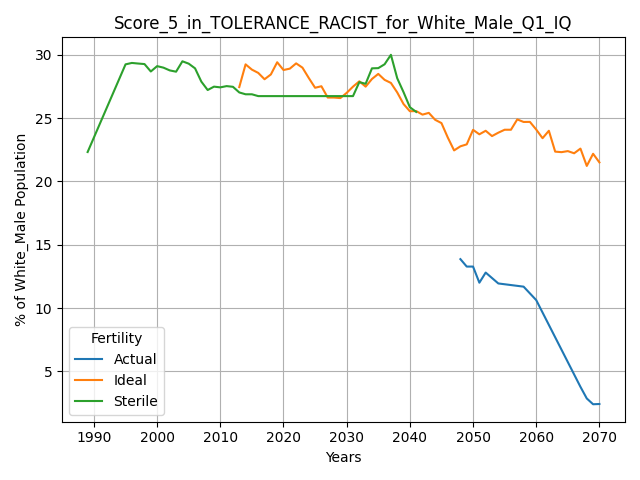 Score_5_in_TOLERANCE_RACIST_for_White_Male_Q1_IQ
% of White_Male Population
30
25
20
15
10
5
Fertility
Actual
Ideal
Sterile
1990 2000 2010 2020 2030 2040 2050 2060 2070
Years